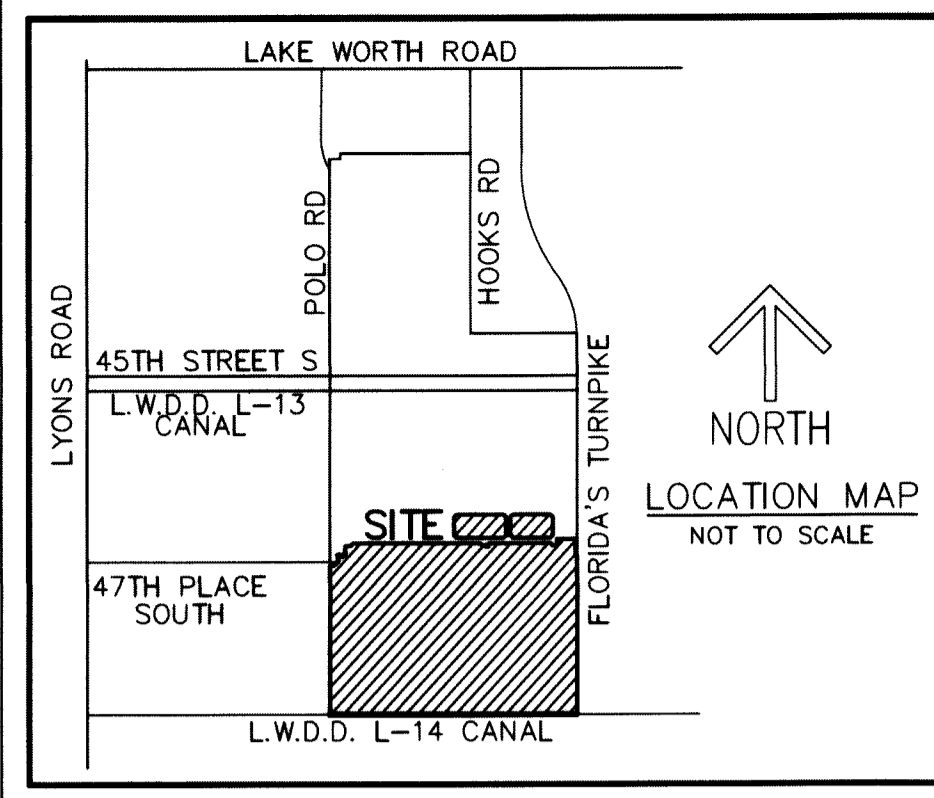 LAKE WORTH ROAD
POLO RD
HOOKS RD
LYONS ROAD
45TH STREET S
L.W.D.D. L-13
CANAL
FLORIDA'S TURNPIKE
NORTH
LOCATION MAP
NOT TO SCALE
SITE
47TH PLACE
SOUTH
L.W.D.D. L-14 CANAL